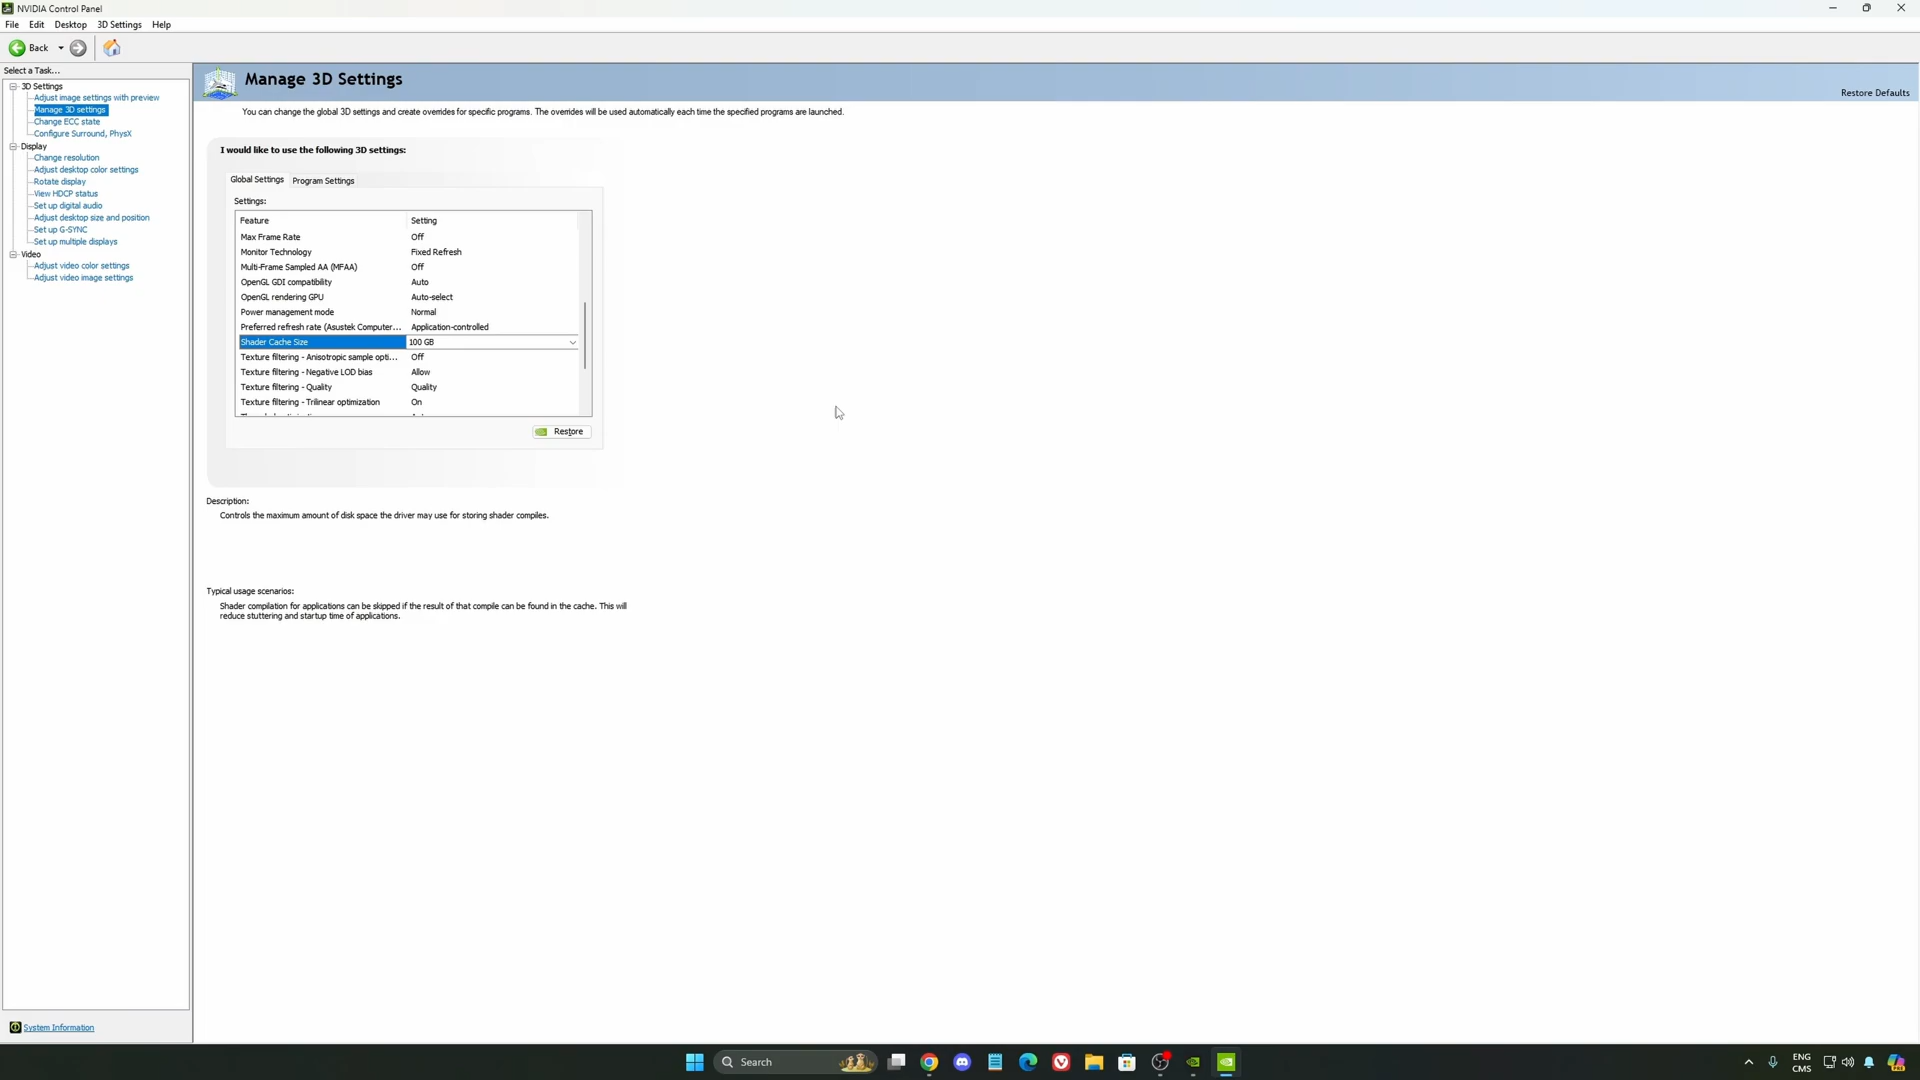 NVIDIA Control Panel
File Edit Desktop 3D Settings Help
Back
Select a Task...
3D Settings
Adjust image settings with preview
Manage 3D settings
Change ECC state
Configure Surround, PhysX
Display
Change resolution
Adjust desktop color settings
Rotate display
View HDCP status
Set up digital audio
Adjust desktop size and position
Set up G-SYNC
Set up multiple displays
Video
Adjust video color settings
Adjust video image settings
System Information
Manage 3D Settings
Restore Defaults
You can change the global 3D settings and create overrides for specific programs. The overrides will be used automatically each time the specified programs are launched.
I would like to use the following 3D settings:
Global Settings Program Settings
Settings:
Feature Setting
Max Frame Rate Off
Monitor Technology Fixed Refresh
Multi-Frame Sampled AA (MFAA) Off
OpenGL GDI compatibility Auto
OpenGL rendering GPU Auto-select
Power management mode Normal
Preferred refresh rate (Asustek Computer... Application-controlled
Shader Cache Size 100 GB
Texture filtering - Anisotropic sample opti... Off
Texture filtering - Negative LOD bias Allow
Texture filtering - Quality Quality
Texture filtering - Trilinear optimization On
Restore
Description:
Controls the maximum amount of disk space the driver may use for storing shader compiles.
Typical usage scenarios:
Shader compilation for applications can be skipped if the result of that compile can be found in the cache. This will
reduce stuttering and startup time of applications.
Search
ENG
CMS